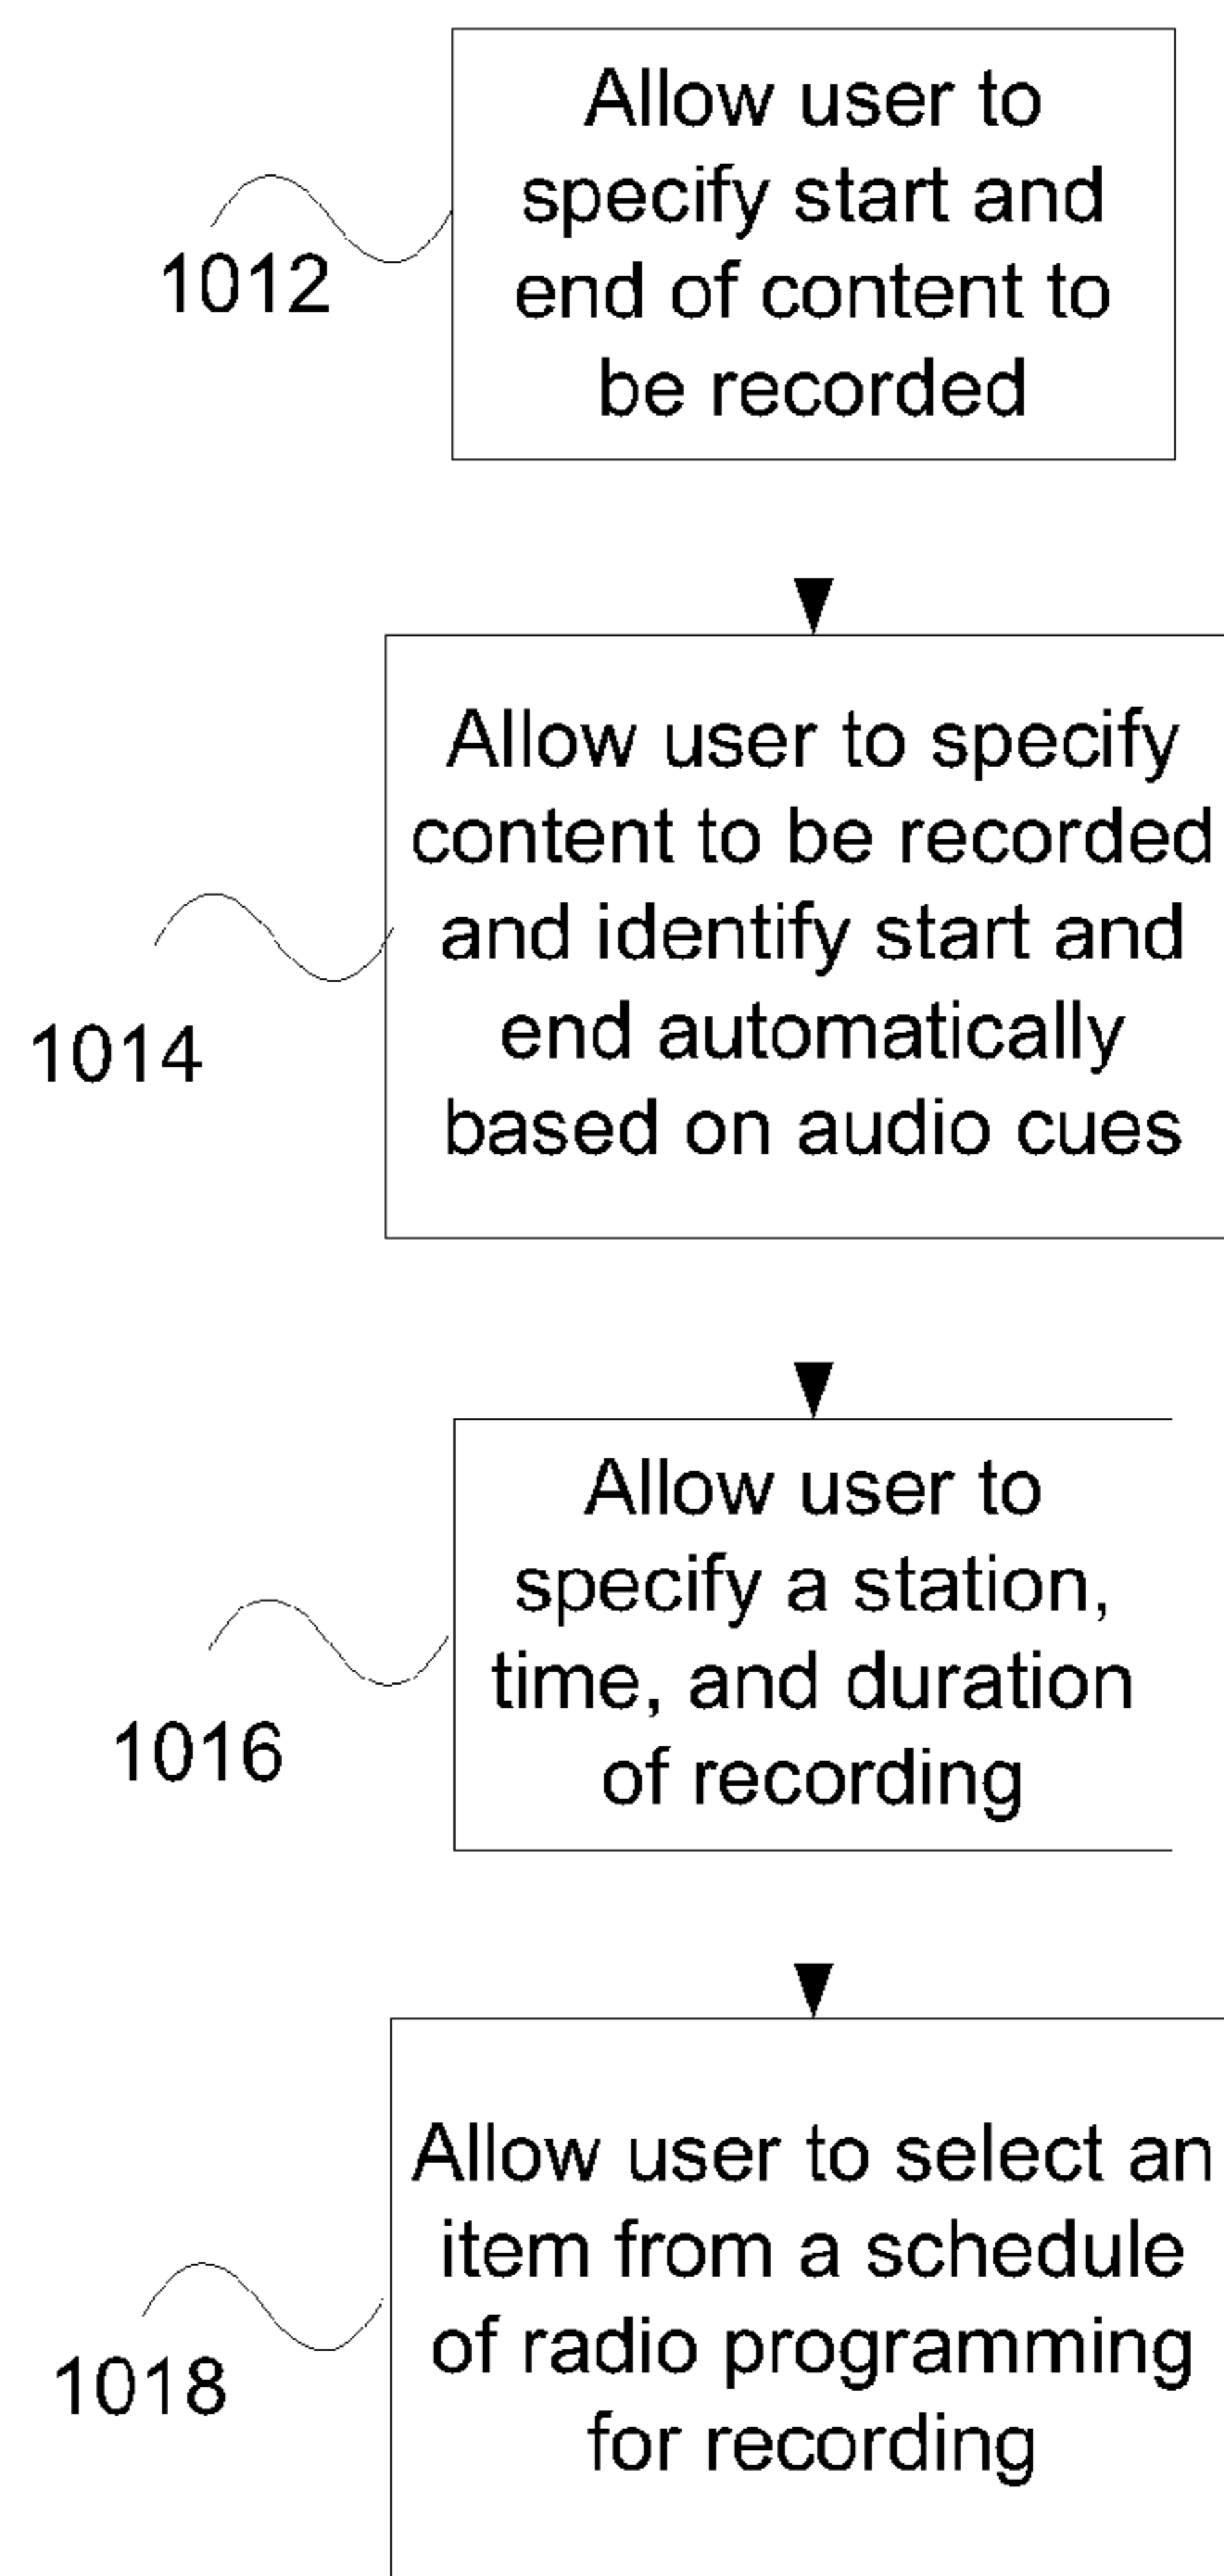 Allow user to
specify start and
end of content to
be recorded
1012
Allow user to specify
content to be recorded
and identify start and
end automatically
based on audio cues
1014
Allow user to
specify a station,
time, and duration
of recording
1016
Allow user to select an
item from a schedule
of radio programming
for recording
1018